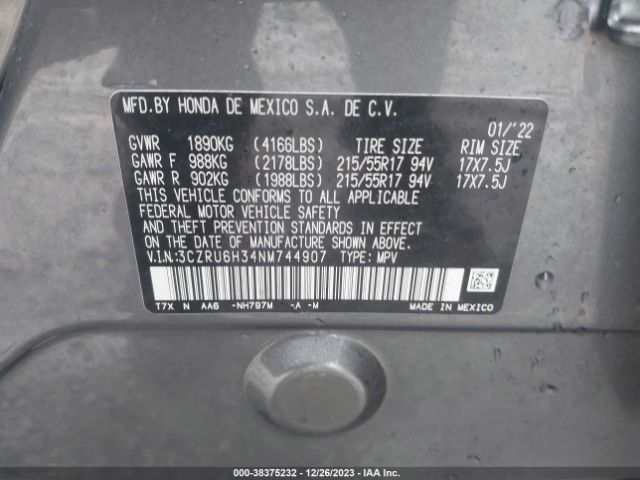 MFD.BY HONDA DE MEXICO S.A. DE C.V.
01/'22
GVWR 1890KG (4166LBS) TIRE SIZE RIM SIZE
GAWR F 988KG (2178LBS) 215/55R17 94V 17X7.5J
GAWR R 902KG (1988LBS) 215/55R17 94V 17X7.5J
THIS VEHICLE CONFORMS TO ALL APPLICABLE
FEDERAL MOTOR VEHICLE SAFETY
AND THEFT PREVENTION STANDARDS IN EFFECT
ON THE DATE OF MANUFACTURE SHOWN ABOVE.
V.I.N:3CZRU6H34NM744907 TYPE: MPV
T7X N AA6 -NH797M -A -M MADE IN MEXICO
000-38375232 - 12/26/2023 - IAA Inc.